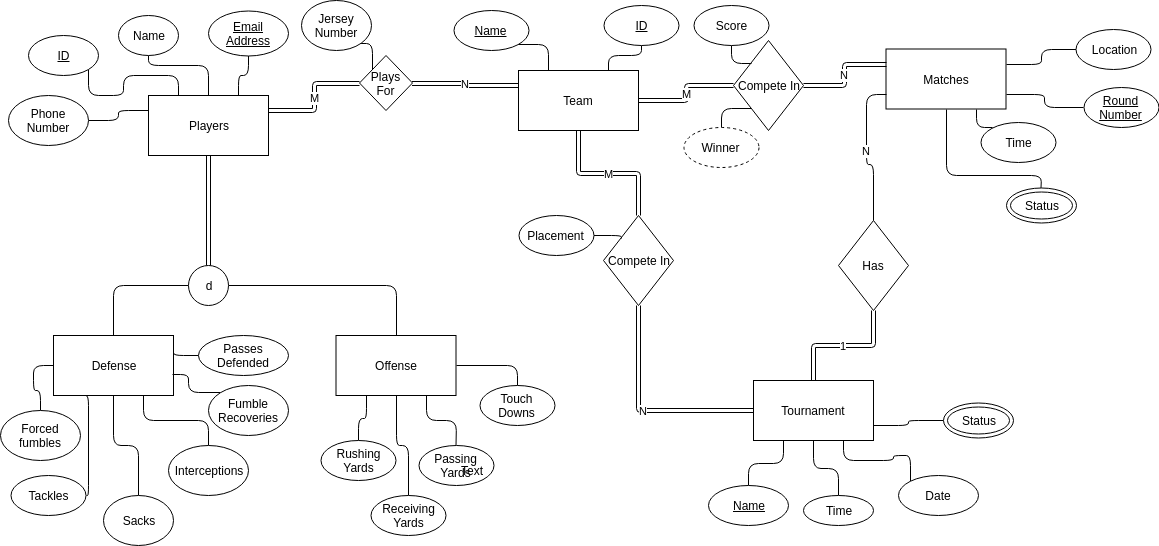 Jersey
Number
Name
Email
Address
ID
Phone
Number
Players
M
Plays
For
N
Name
ID
Team
Score
M
Compete In
N
Winner
Matches
Location
Round
Number
Time
Status
M
Placement
Compete In
N
N
Has
1
d
Defense
Passes
Defended
Fumble
Recoveries
Forced
fumbles
Tackles
Sacks
Interceptions
Offense
Touch
Downs
Rushing
Yards
Passing
Yards
Text
Receiving
Yards
Tournament
Status
Name
Time
Date